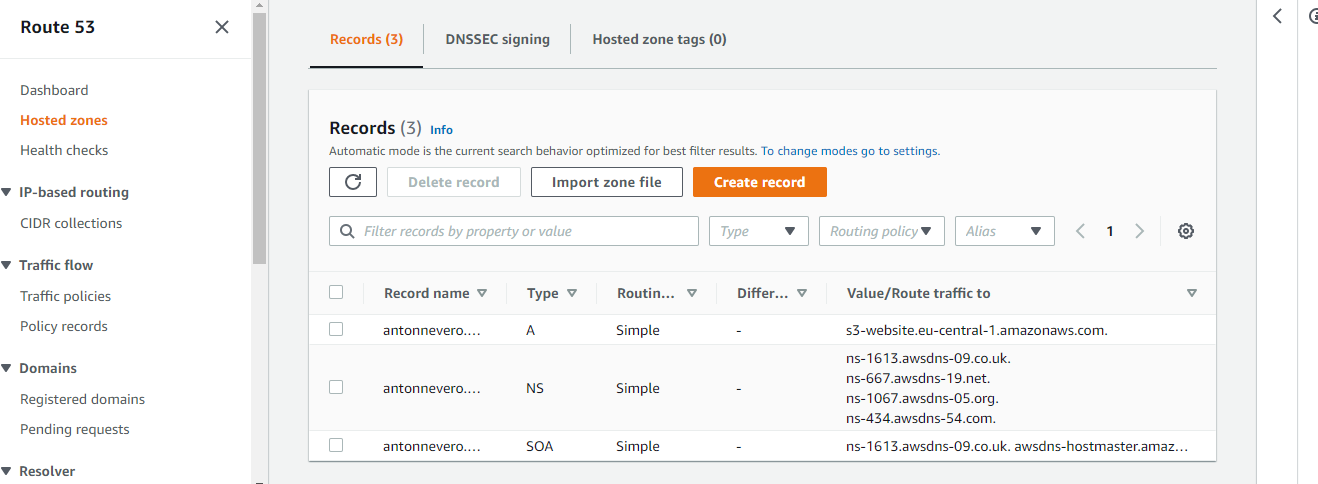 Route 53
Dashboard
Hosted zones
Health checks
IP-based routing
CIDR collections
Traffic flow
Traffic policies
Policy records
Domains
Registered domains
Pending requests
Resolver
Records (3)
DNSSEC signing
Hosted zone tags (0)
Records (3) Info
Automatic mode is the current search behavior optimized for best filter results. To change modes go to settings.
Delete record
Import zone file
Create record
Filter records by property or value
Type
Routing policy
Alias
1
Record name Type Routin... Differ... Value/Route traffic to
antonnevero.... A Simple - s3-website.eu-central-1.amazonaws.com.
ns-1613.awsdns-09.co.uk.
ns-667.awsdns-19.net.
antonnevero.... NS Simple -
ns-1067.awsdns-05.org.
ns-434.awsdns-54.com.
antonnevero.... SOA Simple - ns-1613.awsdns-09.co.uk. awsdns-hostmaster.amaz...